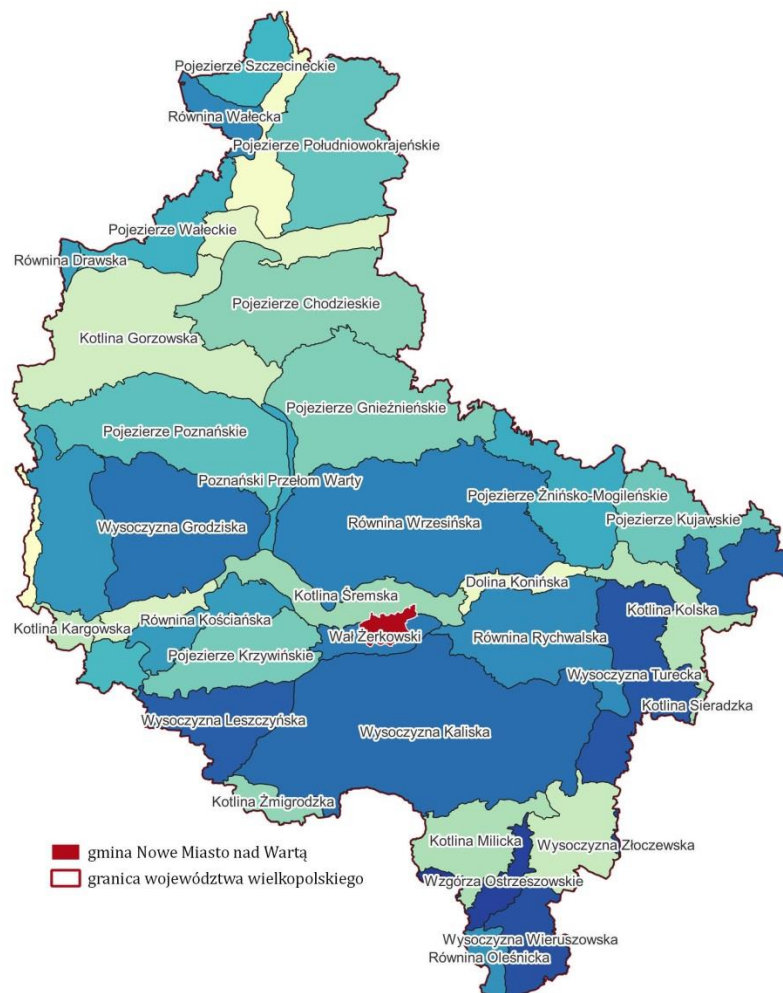 Pojezierze Szczecineckie
Równina Wałecka
Pojezierze Południowokrajeńskie
Pojezierze Wałeckie
Równina Drawska
Pojezierze Chodzieskie
Kotlina Gorzowska
Pojezierze Gnieźnieńskie
Pojezierze Poznańskie
Poznański Przełom Warty
Pojezierze Żnińsko-Mogileńskie
Wysoczyzna Grodziska
Równina Wrzesińska
Pojezierze Kujawskie
Dolina Konińska
Kotlina Śremska
Kotlina Kolska
Równina Kościańska
Kotlina Kargowska
Wał Żerkowski
Równina Rychwalska
Pojezierze Krzywińskie
Wysoczyzna Turecka
Kotlina Sieradzka
Wysoczyzna Leszczyńska
Wysoczyzna Kaliska
Kotlina Żmigrodzka
Kotlina Milicka
Wysoczyzna Złoczewska
gmina Nowe Miasto nad Wartą
granica województwa wielkopolskiego
Wzgórza Ostrzeszowskie
Wysoczyzna Wieruszowska
Równina Oleśnicka